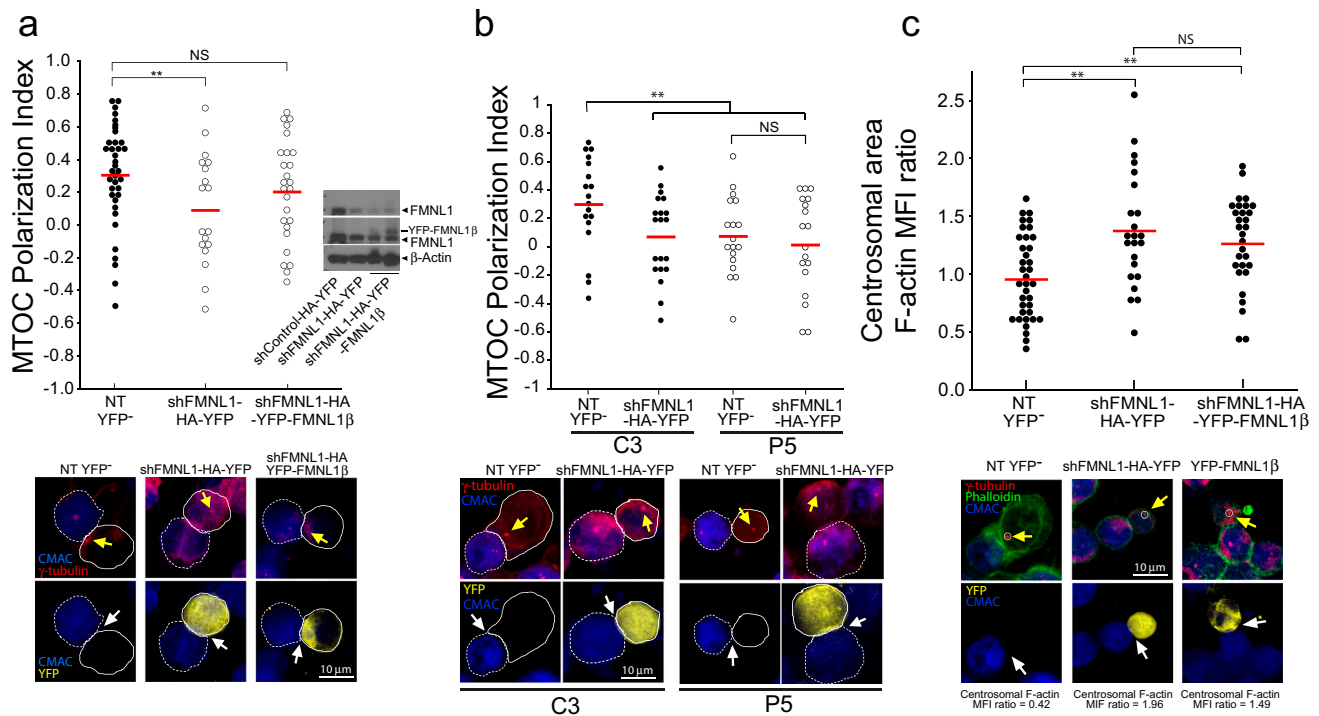 a
MTOC Polarization Index
1.0
0.8
0.6
0.4
0.2
0.0
-0.2
-0.4
-0.6
0.8
-1.0
NS
**
FMNL1
YFP-FMNL1β
FMNL1
β-Actin
shControl-HA-YFP
shFMNL1-HA-YFP
shFMNL1-HA-YFP
-FMNL1β
NT
YFP-
shFMNL1-
HA-YFP
shFMNL1-HA
-YFP-FMNL1β
NT YFP-
shFMNL1-HA-YFP
shFMNL1-HA
YFP-FMNL1β
CMAC
γ-tubulin
CMAC
YFP
10 μm
b
MTOC Polarization Index
1
0.8
0.6
0.4
0.2
0
-0.2
-0.4
-0.6
-0.8
-1
**
NS
NT
YFP-
shFMNL1
-HA-YFP
NT
YFP-
shFMNL1
-HA-YFP
C3
P5
NT YFP-
shFMNL1-HA-YFP
NT YFP-
shFMNL1-HA-YFP
γ-tubulin
CMAC
YFP
CMAC
10 μm
C3
P5
c
Centrosomal area
F-actin MFI ratio
2.5
2.0
1.5
1.0
0.5
0.0
NS
**
**
NT
YFP-
shFMNL1-
HA-YFP
shFMNL1-HA
-YFP-FMNL1β
NT YFP-
shFMNL1-HA-YFP
YFP-FMNL1β
γ-tubulin
Phalloidin
CMAC
10 μm
YFP
CMAC
Centrosomal F-actin
MFI ratio = 0.42
Centrosomal F-actin
MIF ratio = 1.96
Centrosomal F-actin
MFI ratio = 1.49